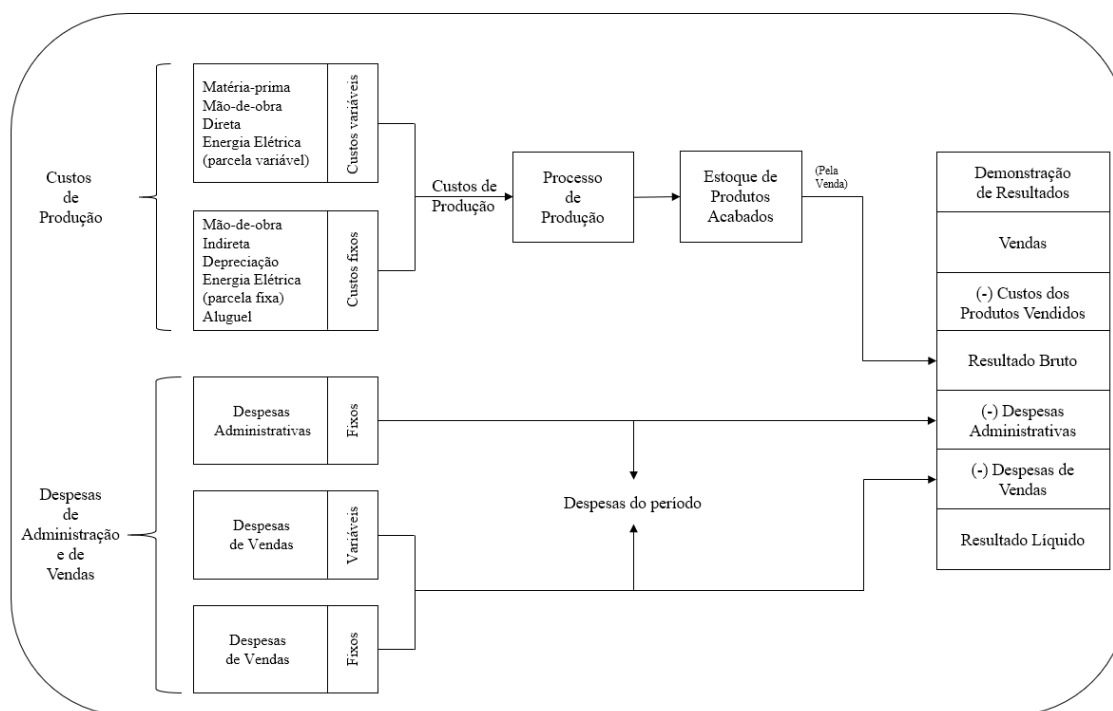 Custos
de
Produção
Matéria-prima
Mão-de-obra
Direta
Energia Elétrica
(parcela variável)
Custos variáveis
Mão-de-obra
Indireta
Depreciação
Energia Elétrica
(parcela fixa)
Aluguel
Custos fixos
Custos de
Produção
Processo
de
Produção
Estoque de
Produtos
Acabados
(Pela
Venda)
Demonstração
de Resultados
Vendas
(-) Custos dos
Produtos Vendidos
Resultado Bruto
(-) Despesas
Administrativas
(-) Despesas de
Vendas
Resultado Líquido
Despesas
de
Administração
e de
Vendas
Despesas
Administrativas
Fixos
Despesas
de Vendas
Variáveis
Despesas
de Vendas
Fixos
Despesas do período